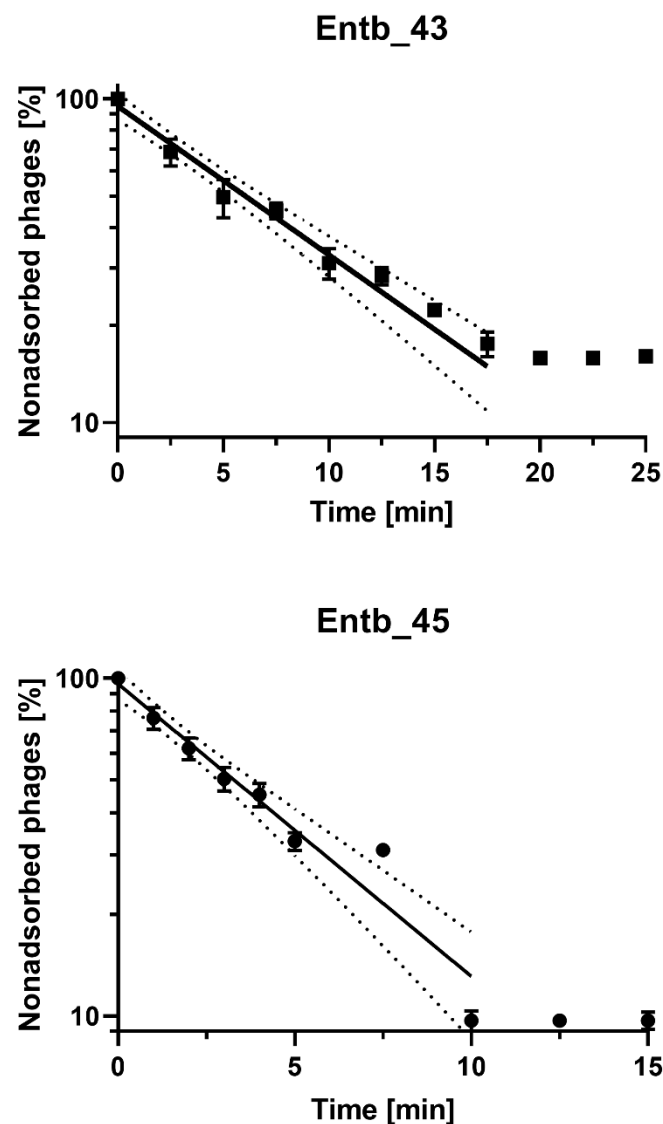 Entb_43
Nonadsorbed phages [%]
100
10
0 5 10 15 20 25
Time [min]
Entb_45
Nonadsorbed phages [%]
100
10
0 5 10 15
Time [min]